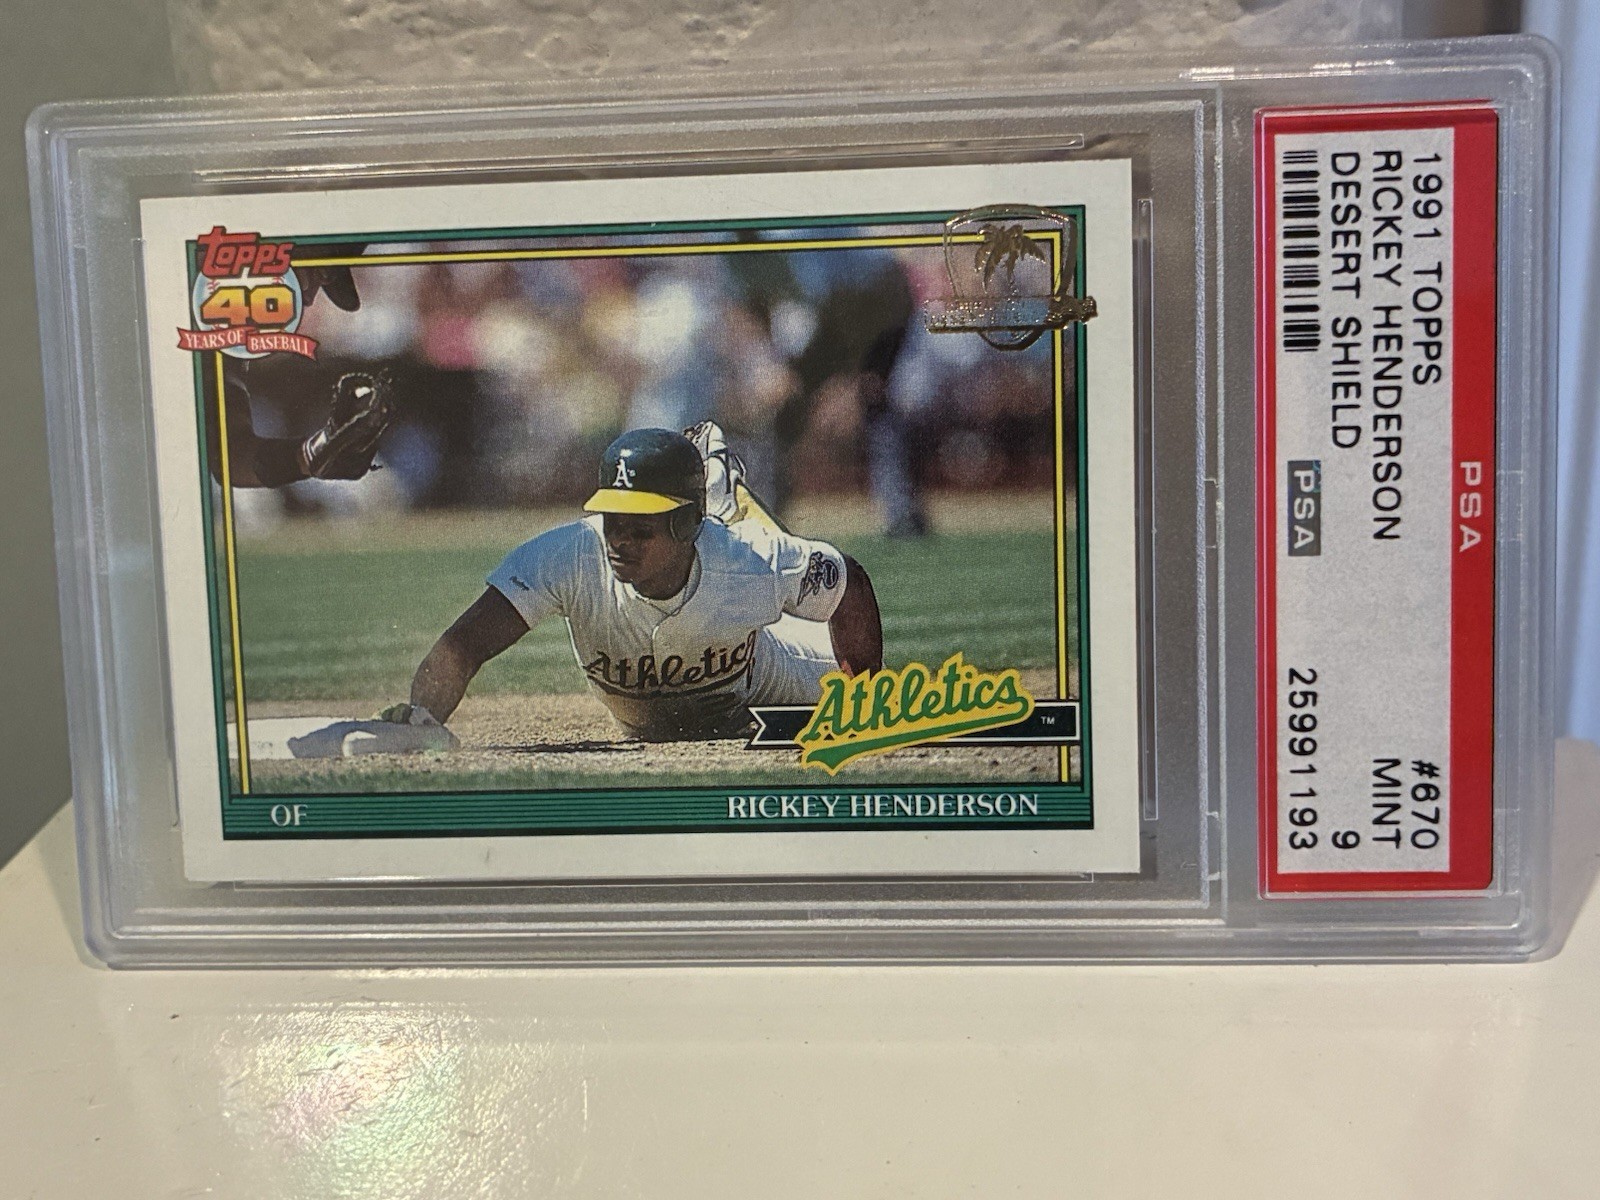 Topps
40
YEARS OF BASEBALL
A's
Athletics
Athletics
TM
OF
RICKEY HENDERSON
PSA
1991 TOPPS #670
RICKEY HENDERSON MINT
DESERT SHIELD 9
PSA 25991193